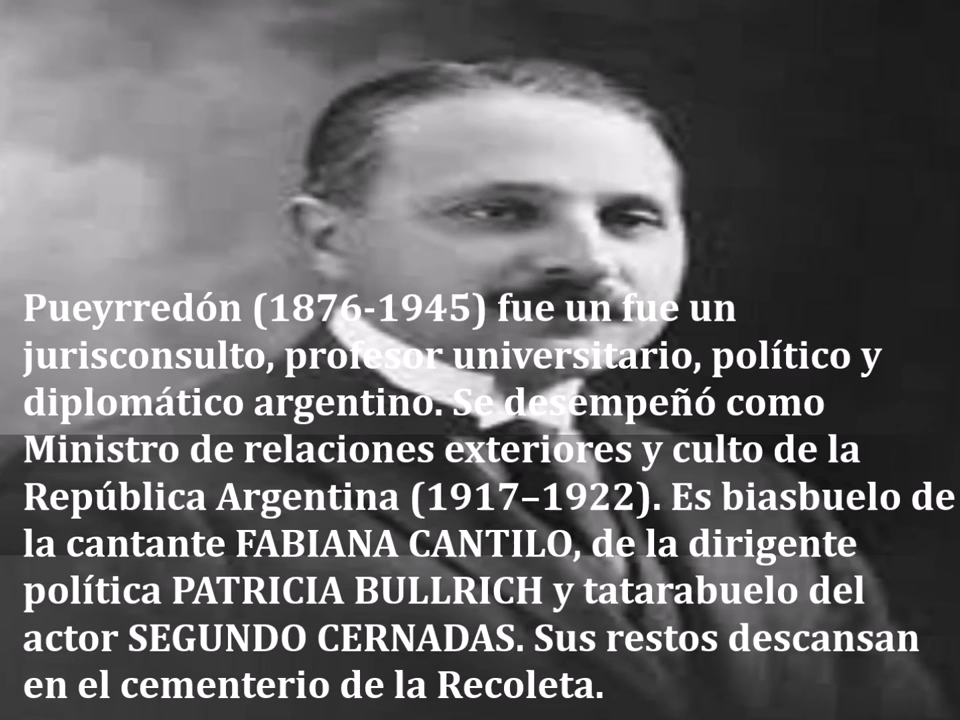 Pueyrredón (1876-1945) fue un fue un
jurisconsulto, profesor universitario, político y
diplomático argentino. Se desempeñó como
Ministro de relaciones exteriores y culto de la
República Argentina (1917–1922). Es biasbuelo de
la cantante FABIANA CANTILO, de la dirigente
política PATRICIA BULLRICH y tatarabuelo del
actor SEGUNDO CERNADAS. Sus restos descansan
en el cementerio de la Recoleta.